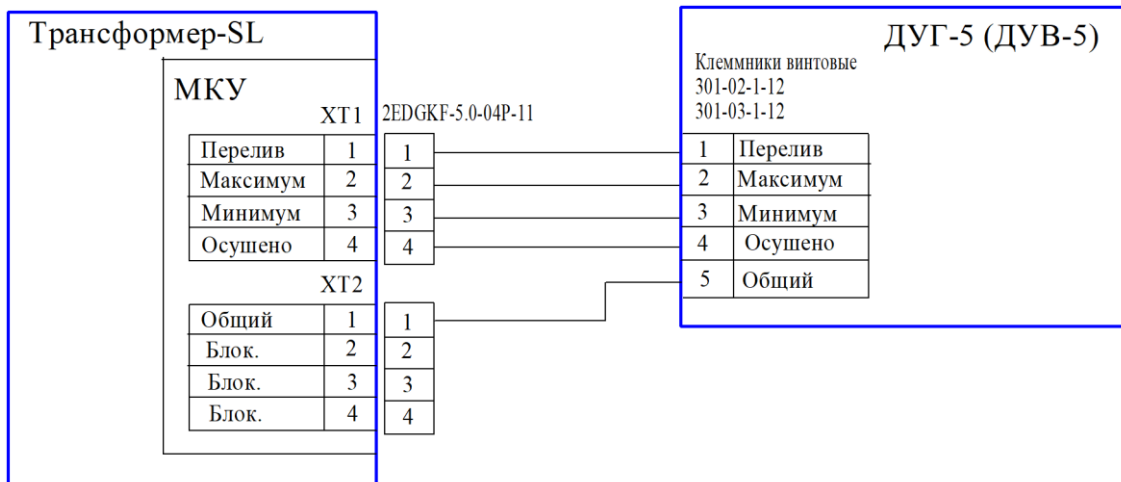 Трансформер-SL
МКУ
XT1
2EDGKF-5.0-04P-11
Перелив 1 1
Максимум 2 2
Минимум 3 3
Осушено 4 4
XT2
Общий 1 1
Блок. 2 2
Блок. 3 3
Блок. 4 4
ДУГ-5 (ДУВ-5)
Клеммники винтовые
301-02-1-12
301-03-1-12
1 Перелив
2 Максимум
3 Минимум
4 Осушено
5 Общий